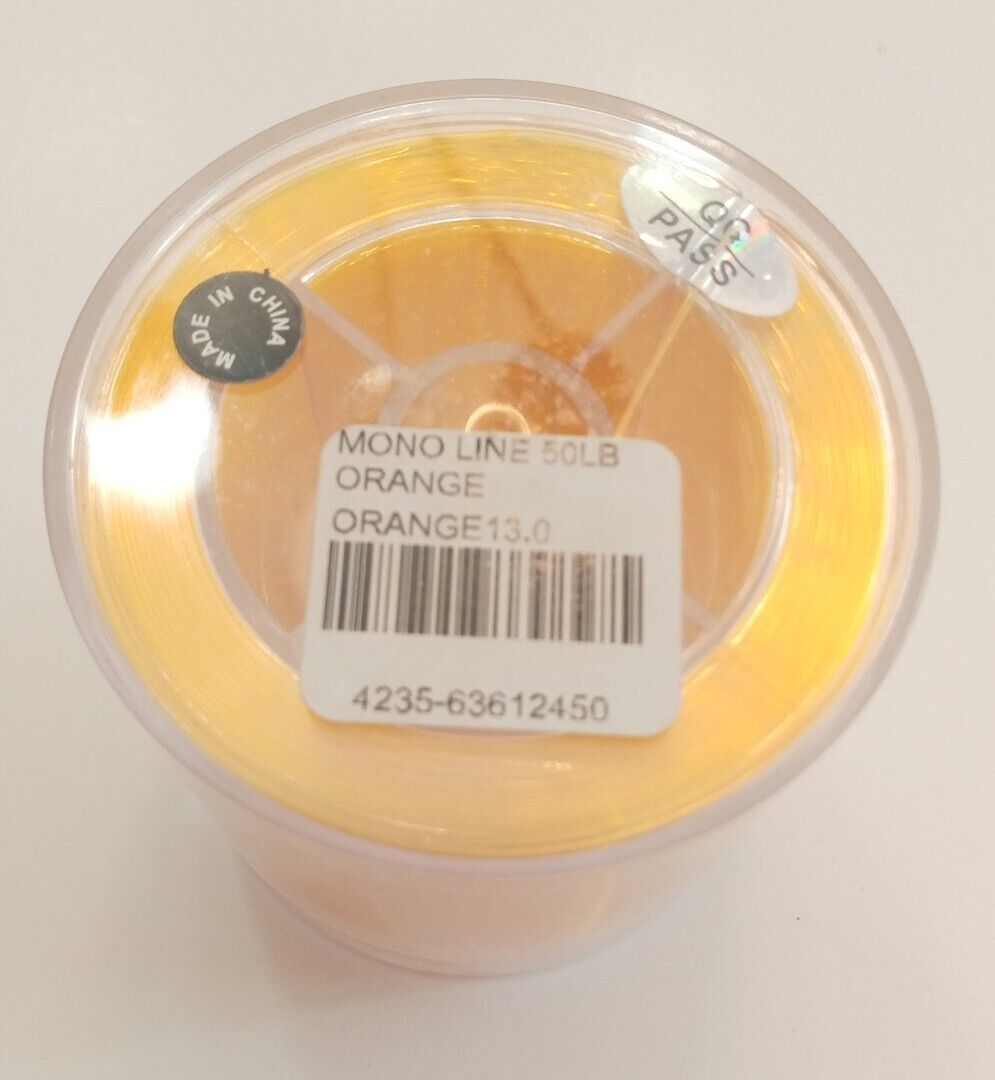 QC
PASS
MADE IN CHINA
MONO LINE 50LB
ORANGE
ORANGE13.0
4235-63612450